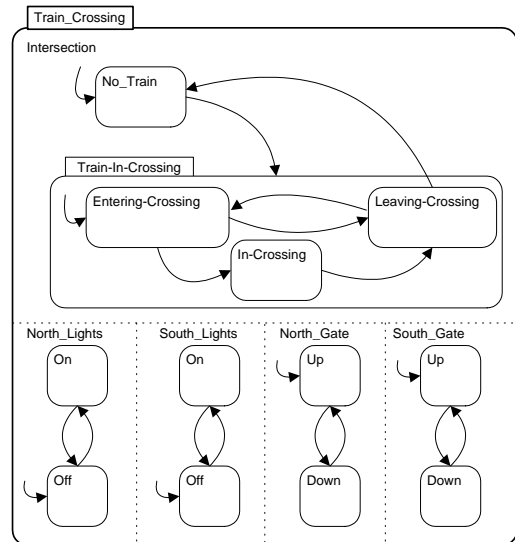 Train_Crossing
Intersection
No_Train
Train-In-Crossing
Entering-Crossing
Leaving-Crossing
In-Crossing
North_Lights
South_Lights
North_Gate
South_Gate
On
On
Up
Up
Off
Off
Down
Down